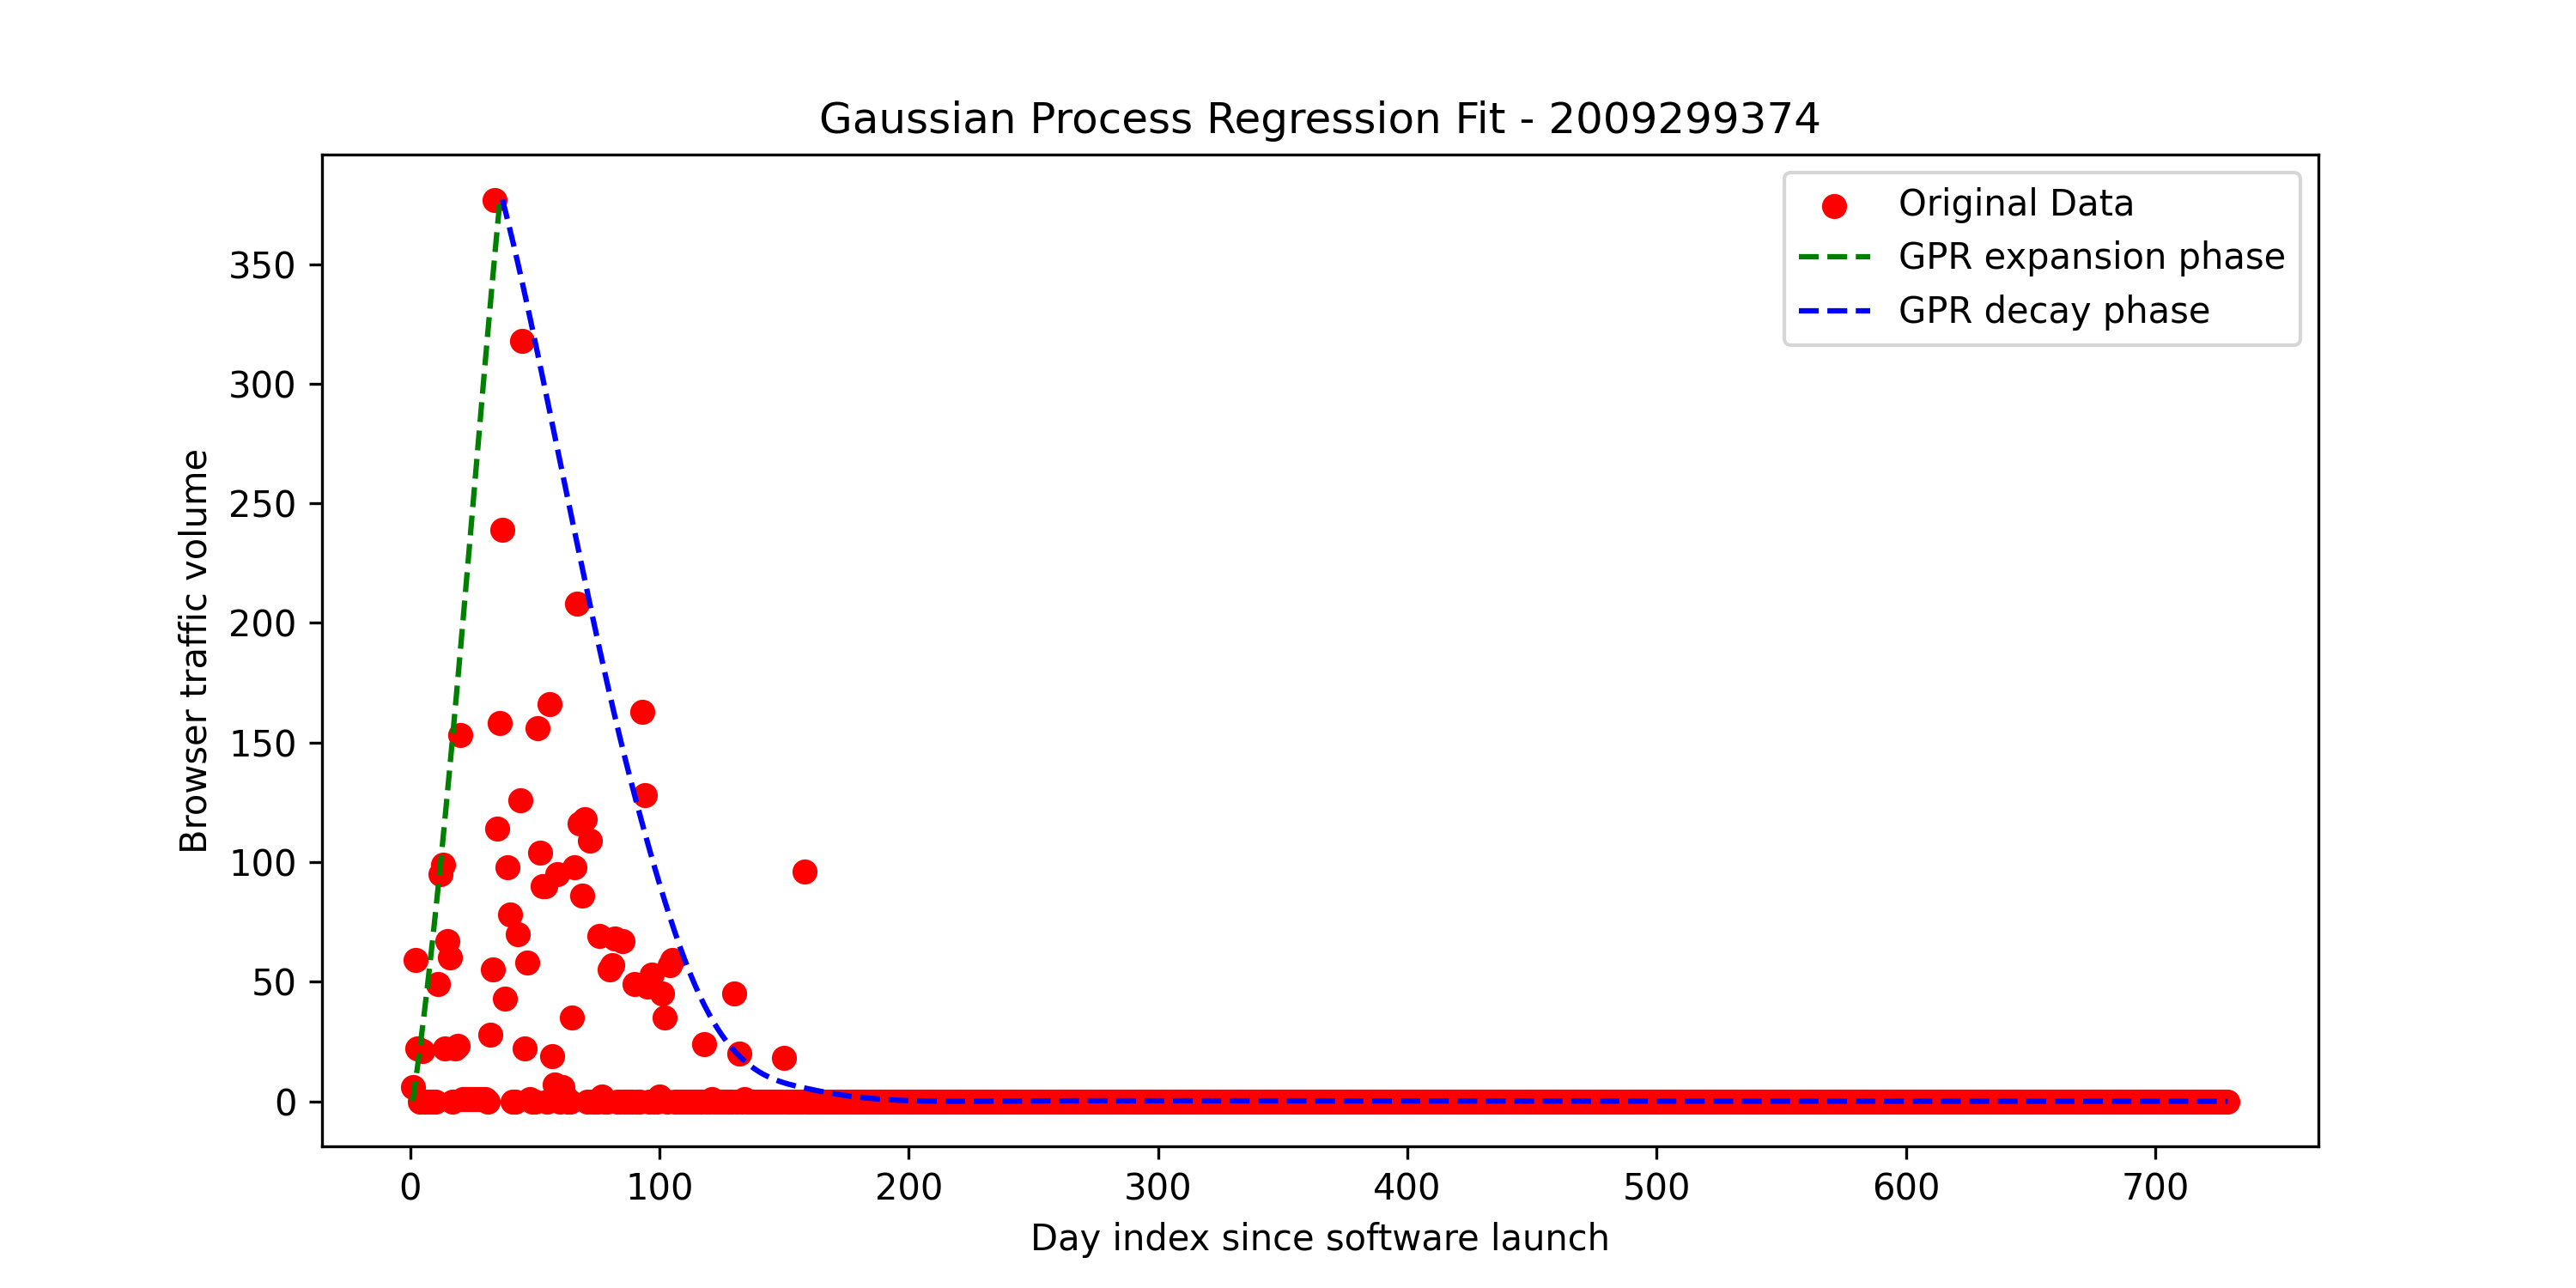 Gaussian Process Regression Fit - 2009299374
Original Data
GPR expansion phase
GPR decay phase
Browser traffic volume
350
300
250
200
150
100
50
0
0 100 200 300 400 500 600 700
Day index since software launch